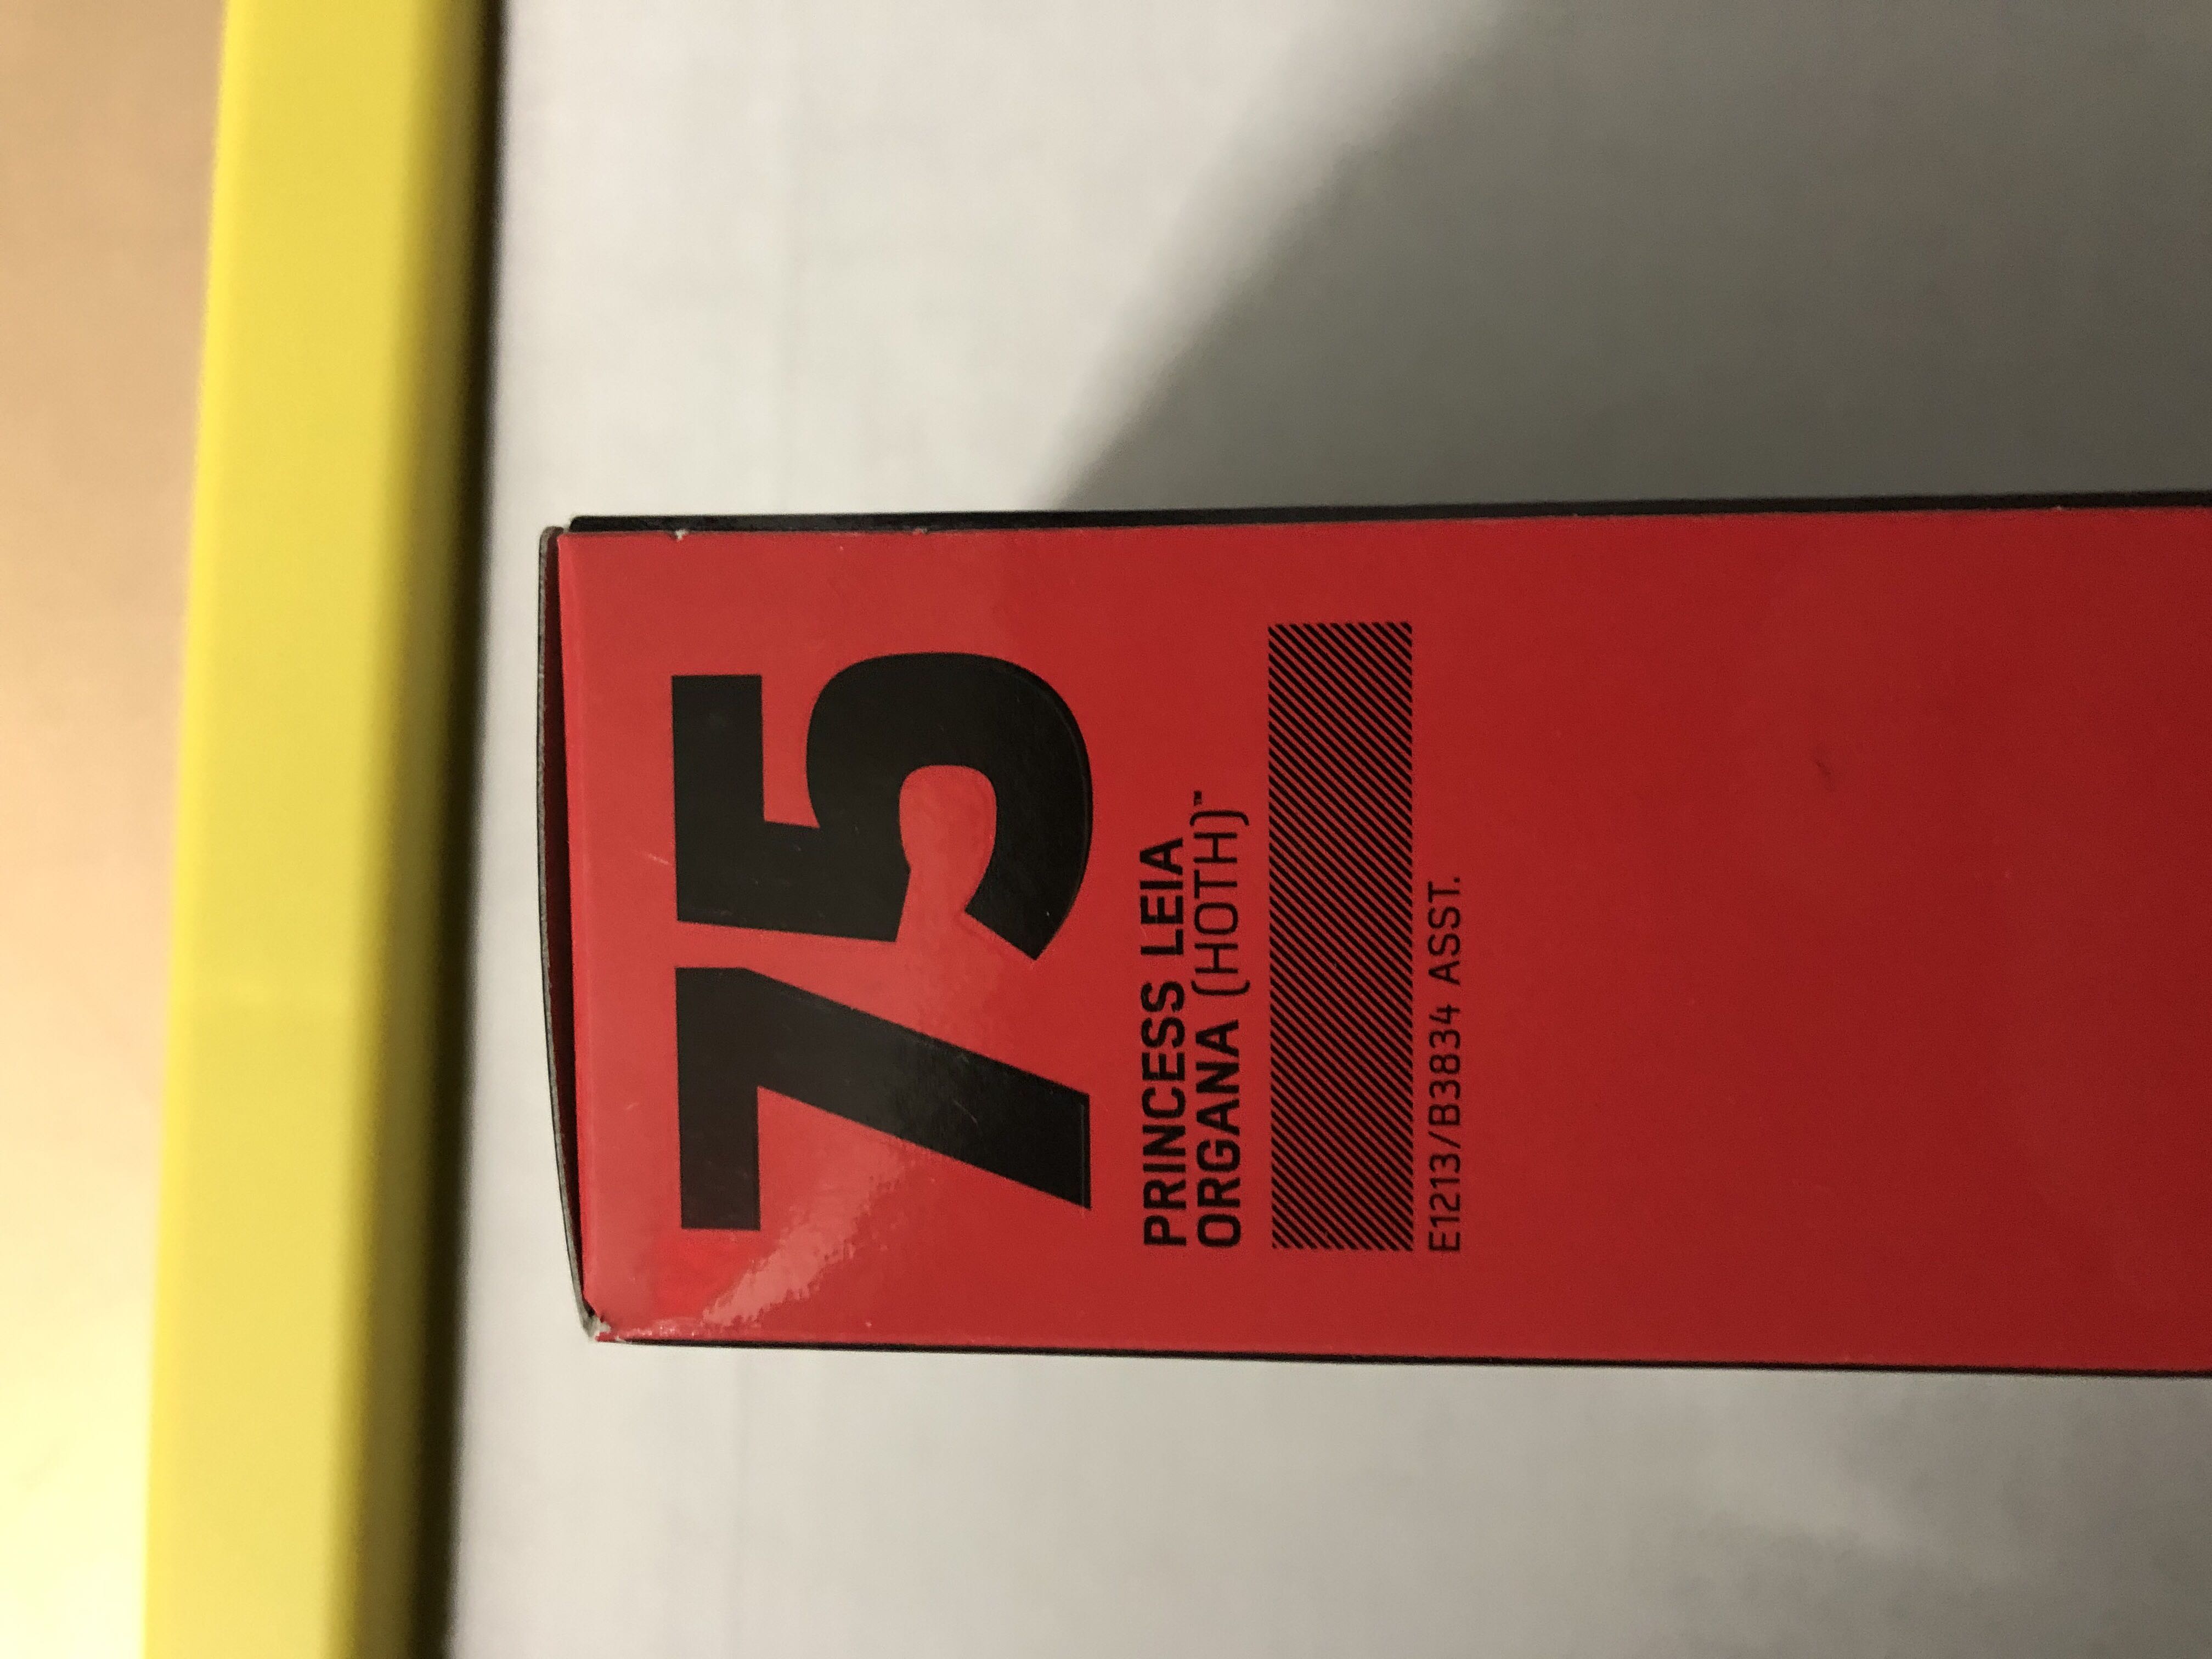 75
PRINCESS LEIA
ORGANA (HOTH)™
E1213/B3834 ASST.